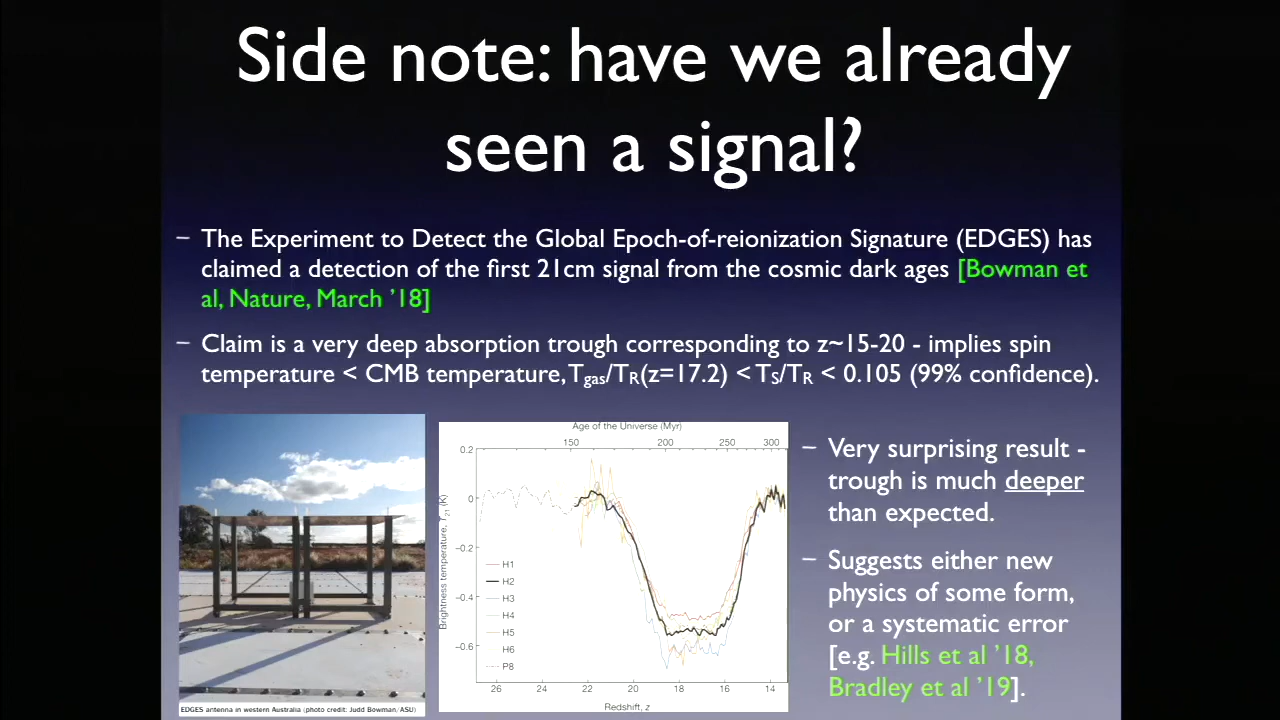 Side note: have we already
seen a signal?
– The Experiment to Detect the Global Epoch-of-reionization Signature (EDGES) has
claimed a detection of the first 21cm signal from the cosmic dark ages [Bowman et
al, Nature, March ’18]
– Claim is a very deep absorption trough corresponding to z~15-20 - implies spin
temperature < CMB temperature, Tgas/TR(z=17.2) < TS/TR < 0.105 (99% confidence).
EDGES antenna in western Australia (photo credit: Judd Bowman/ASU)
Age of the Universe (Myr)
150 200 250 300
0.2
0
−0.2
−0.4
−0.6
Brightness temperature, T21 (K)
H1
H2
H3
H4
H5
H6
P8
26 24 22 20 18 16 14
Redshift, z
– Very surprising result -
trough is much deeper
than expected.
– Suggests either new
physics of some form,
or a systematic error
[e.g. Hills et al ’18,
Bradley et al ’19].